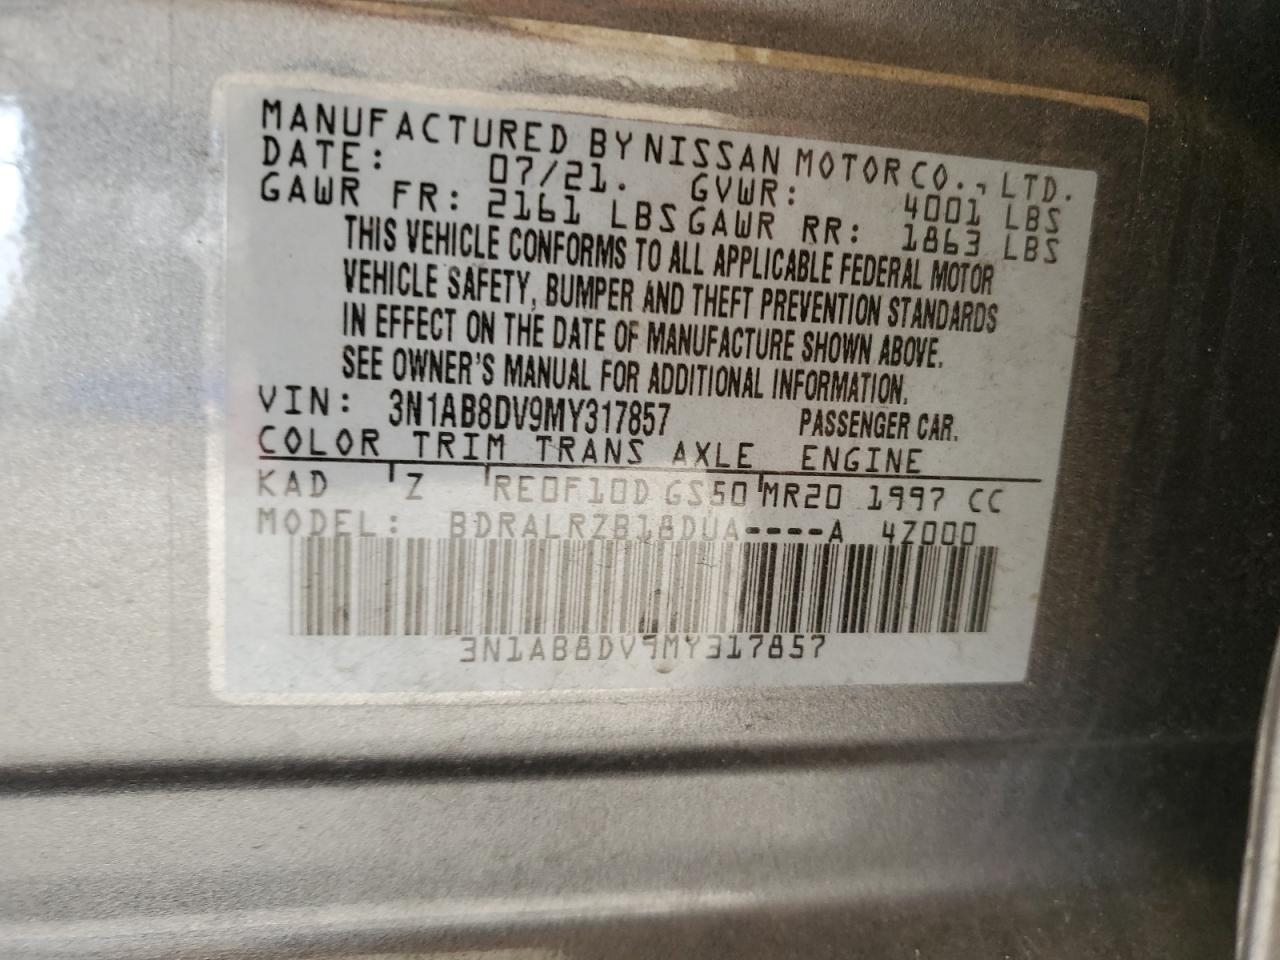 MANUFACTURED BY NISSAN MOTOR CO., LTD.
DATE: 07/21. GVWR: 4001 LBS
GAWR FR: 2161 LBS GAWR RR: 1863 LBS
THIS VEHICLE CONFORMS TO ALL APPLICABLE FEDERAL MOTOR
VEHICLE SAFETY, BUMPER AND THEFT PREVENTION STANDARDS
IN EFFECT ON THE DATE OF MANUFACTURE SHOWN ABOVE.
SEE OWNER'S MANUAL FOR ADDITIONAL INFORMATION.
VIN: 3N1AB8DV9MY317857 PASSENGER CAR.
COLOR TRIM TRANS AXLE ENGINE
KAD Z RE0F10D GS50 MR20 1997 CC
MODEL: BDRALRZB18DUA----A 4Z000
3N1AB8DV9MY317857